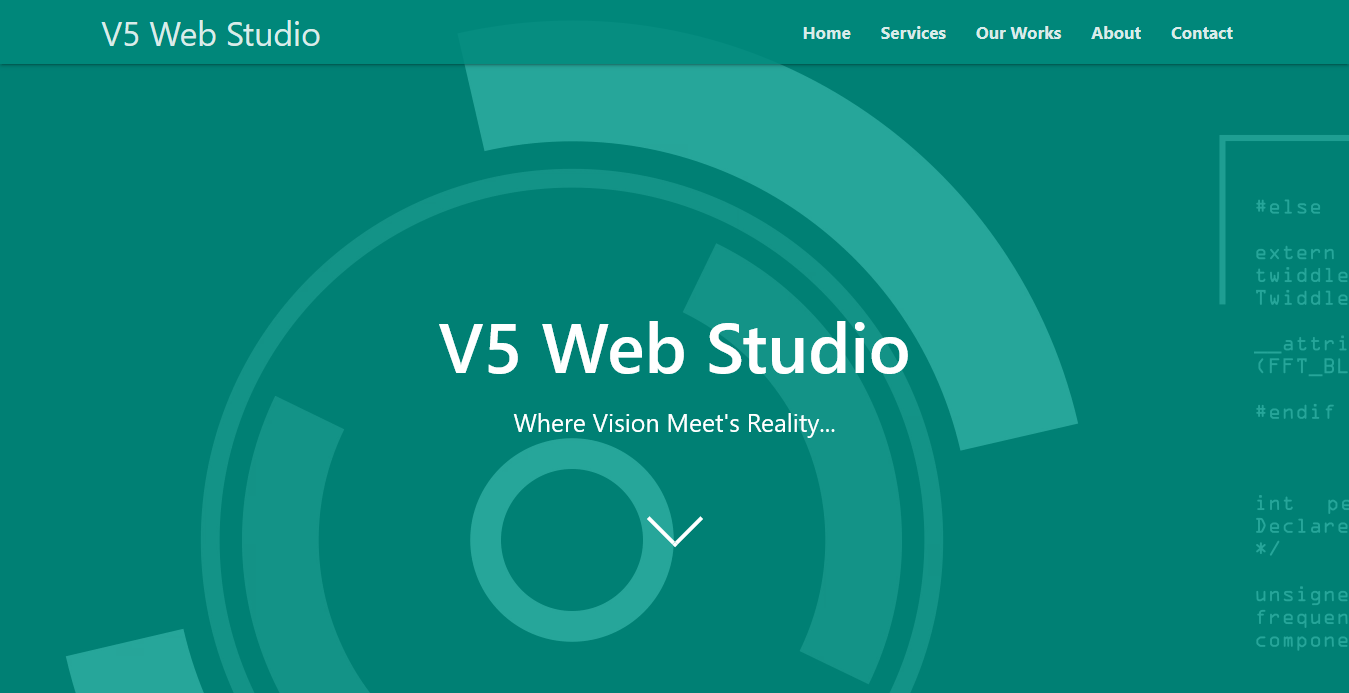 V5 Web Studio
Home Services Our Works About Contact
V5 Web Studio
Where Vision Meet's Reality...
#else
extern
twiddle
Twiddle
__attri
(FFT_BL
#endif
int pe
Declare
*/
unsigne
frequen
compone